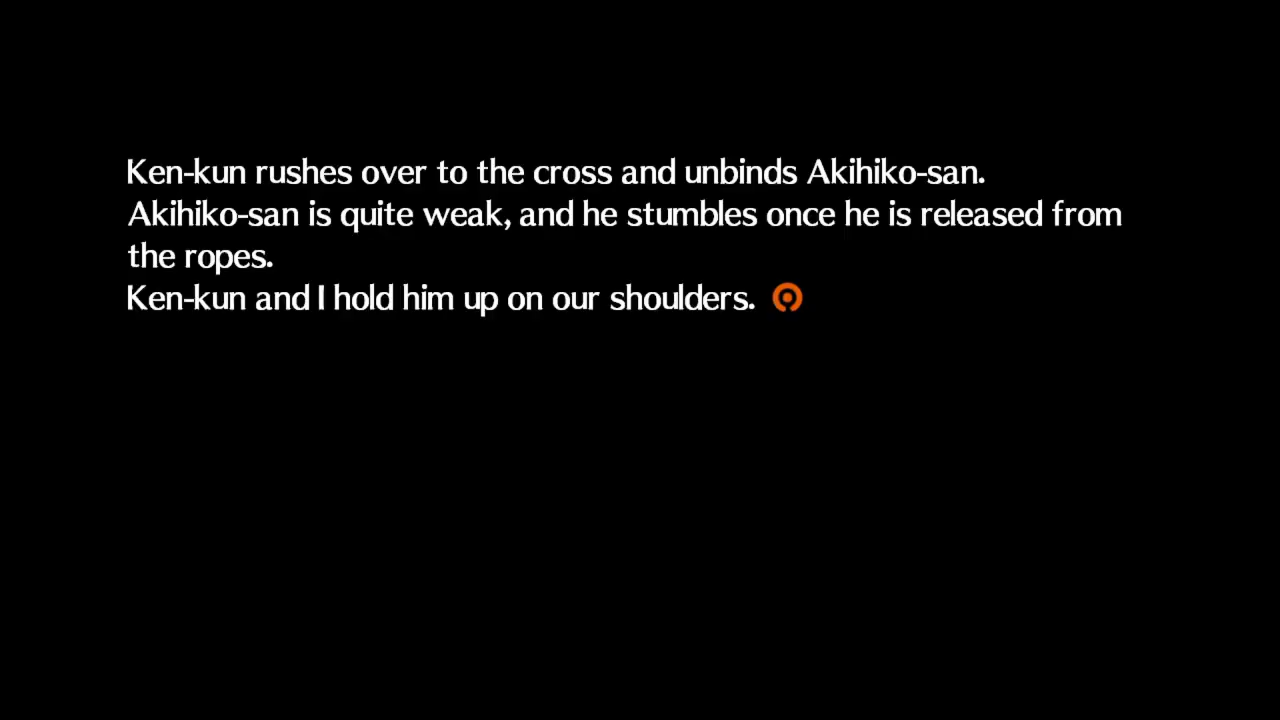 Ken-kun rushes over to the cross and unbinds Akihiko-san.
Akihiko-san is quite weak, and he stumbles once he is released from
the ropes.
Ken-kun and I hold him up on our shoulders.